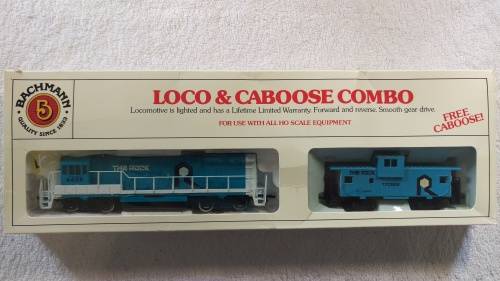 BACHMANN
B
QUALITY SINCE 1833
LOCO & CABOOSE COMBO
Locomotive is lighted and has a Lifetime Limited Warranty. Forward and reverse. Smooth gear drive.
FOR USE WITH ALL HO SCALE EQUIPMENT
FREE
CABOOSE!
THE ROCK
THE ROCK